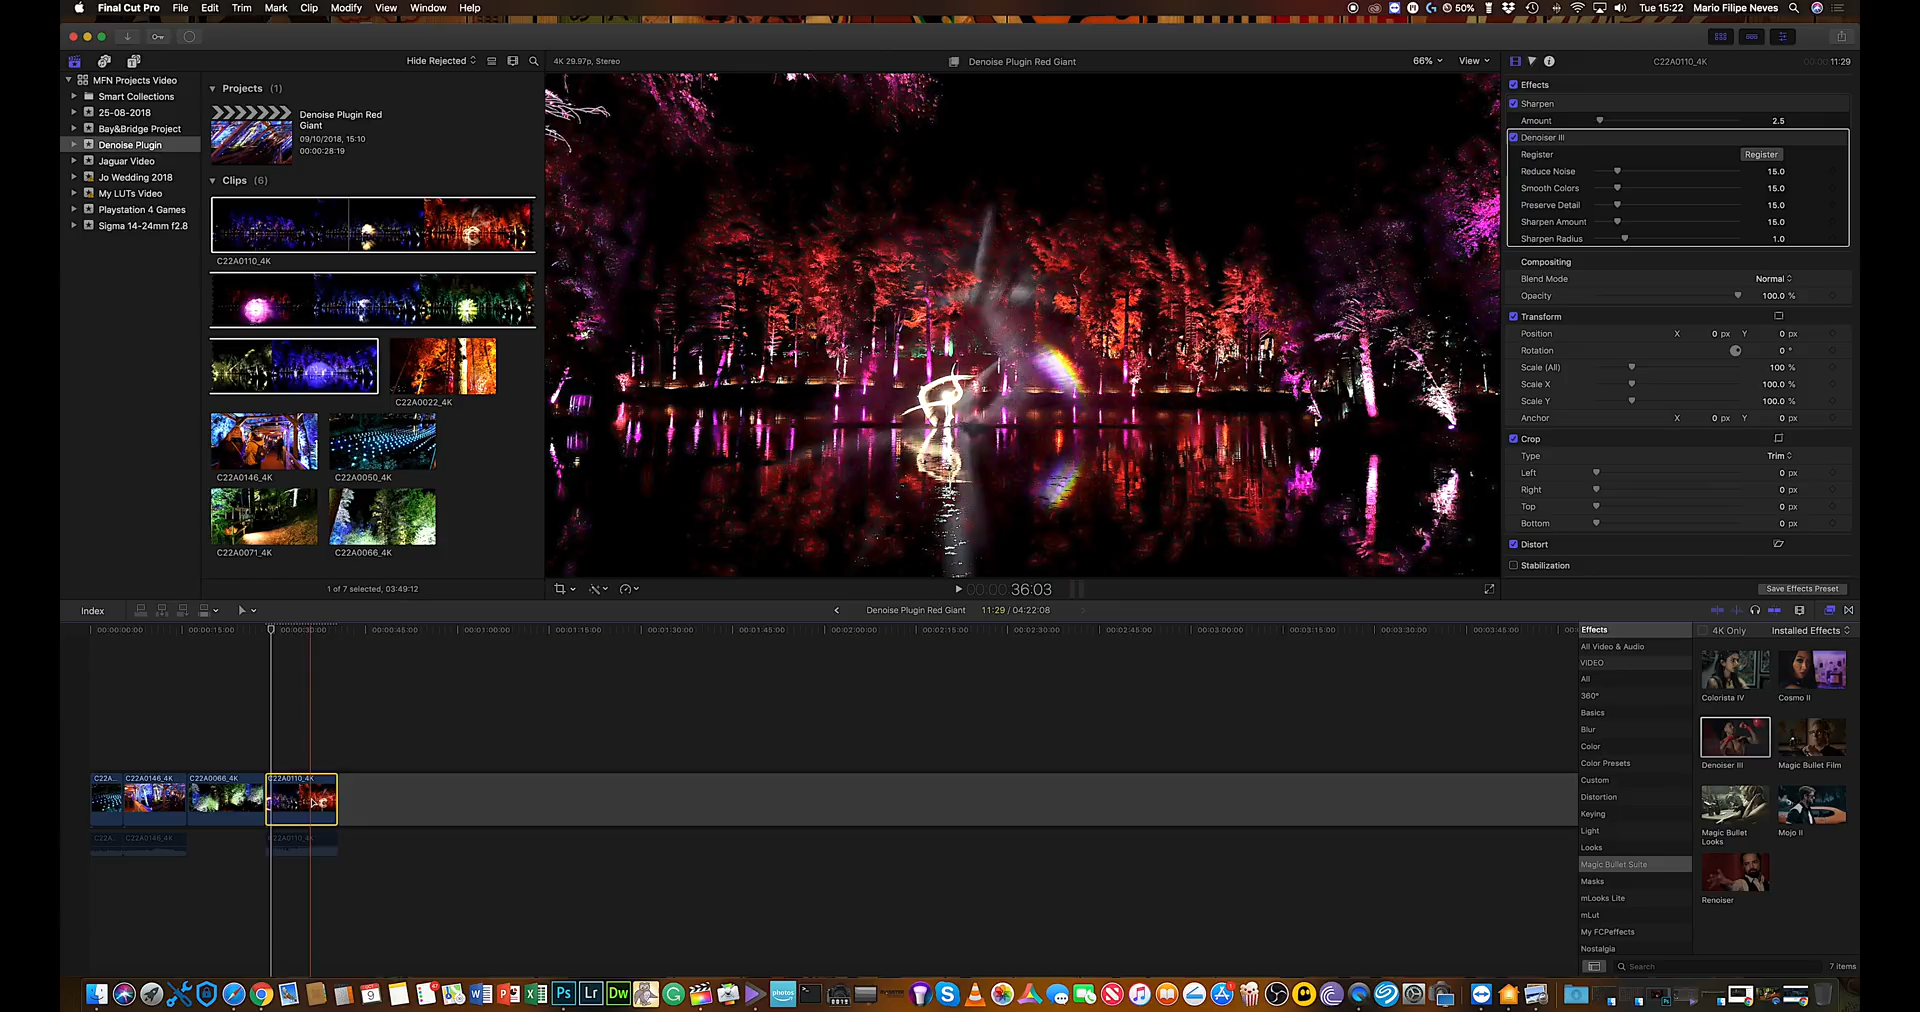 Final Cut Pro File Edit Trim Mark Clip Modify View Window Help
50% Tue 15:22 Mario Filipe Neves
Hide Rejected
4K 29.97p, Stereo
Denoise Plugin Red Giant
66% View
C22A0110_4K
11:29
MFN Projects Video
Smart Collections
25-08-2018
Bay&Bridge Project
Denoise Plugin
Jaguar Video
Jo Wedding 2018
My LUTs Video
Playstation 4 Games
Sigma 14-24mm f2.8
Projects (1)
Denoise Plugin Red
Giant
09/10/2018, 15:10
00:00:28:19
Clips (6)
C22A0110_4K
C22A0022_4K
C22A0146_4K
C22A0050_4K
C22A0071_4K
C22A0066_4K
1 of 7 selected, 03:49:12
36:03
Effects
Sharpen
Amount 2.5
Denoiser III
Register Register
Reduce Noise 15.0
Smooth Colors 15.0
Preserve Detail 15.0
Sharpen Amount 15.0
Sharpen Radius 1.0
Compositing
Blend Mode Normal
Opacity 100.0 %
Transform
Position X 0 px Y 0 px
Rotation 0 °
Scale (All) 100 %
Scale X 100.0 %
Scale Y 100.0 %
Anchor X 0 px Y 0 px
Crop
Type Trim
Left 0 px
Right 0 px
Top 0 px
Bottom 0 px
Distort
Stabilization
Save Effects Preset
Index
Denoise Plugin Red Giant 11:29 / 04:22:08
00:00:00:00 00:00:15:00 00:00:30:00 00:00:45:00 00:01:00:00 00:01:15:00 00:01:30:00 00:01:45:00 00:02:00:00 00:02:15:00 00:02:30:00 00:02:45:00 00:03:00:00 00:03:15:00 00:03:30:00 00:03:45:00
C22A... C22A0146_4K C22A0066_4K C22A0110_4K
C22A... C22A0146_4K C22A0110_4K
Effects
4K Only Installed Effects
All Video & Audio
VIDEO
All
360°
Basics
Blur
Color
Color Presets
Custom
Distortion
Keying
Light
Looks
Magic Bullet Suite
Masks
mLooks Lite
mLut
My FCPeffects
Nostalgia
Colorista IV
Cosmo II
Denoiser III
Magic Bullet Film
Magic Bullet
Looks
Mojo II
Renoiser
Search
7 items
Ps Lr Dw
photos